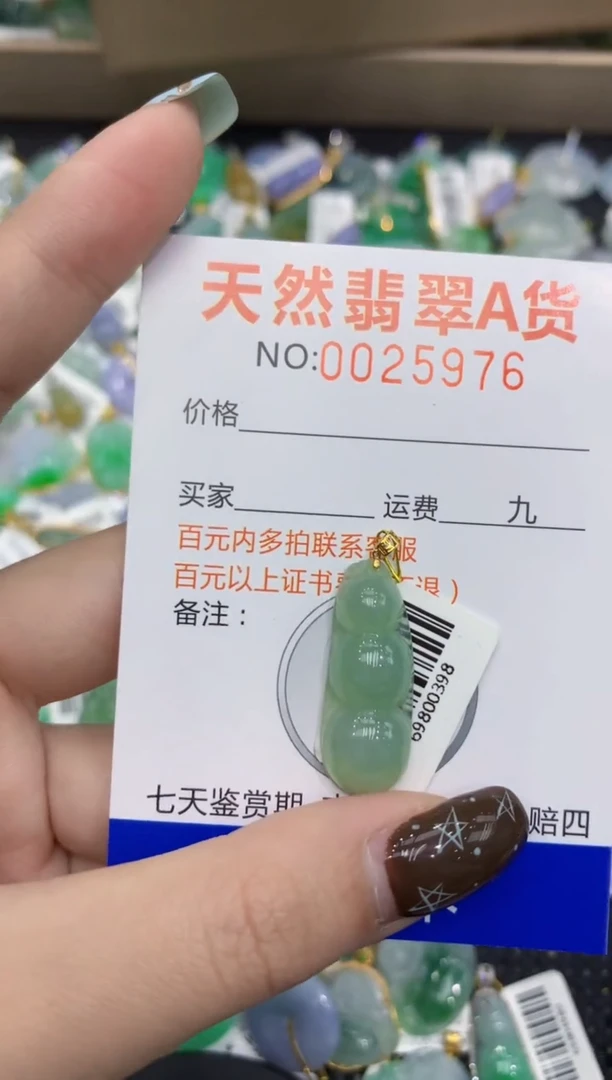 天然翡翠A货
NO:0025976
价格
买家 运费 九
百元内多拍联系客服
百元以上证书 退）
备注：
69800398
七天鉴赏期 赔四